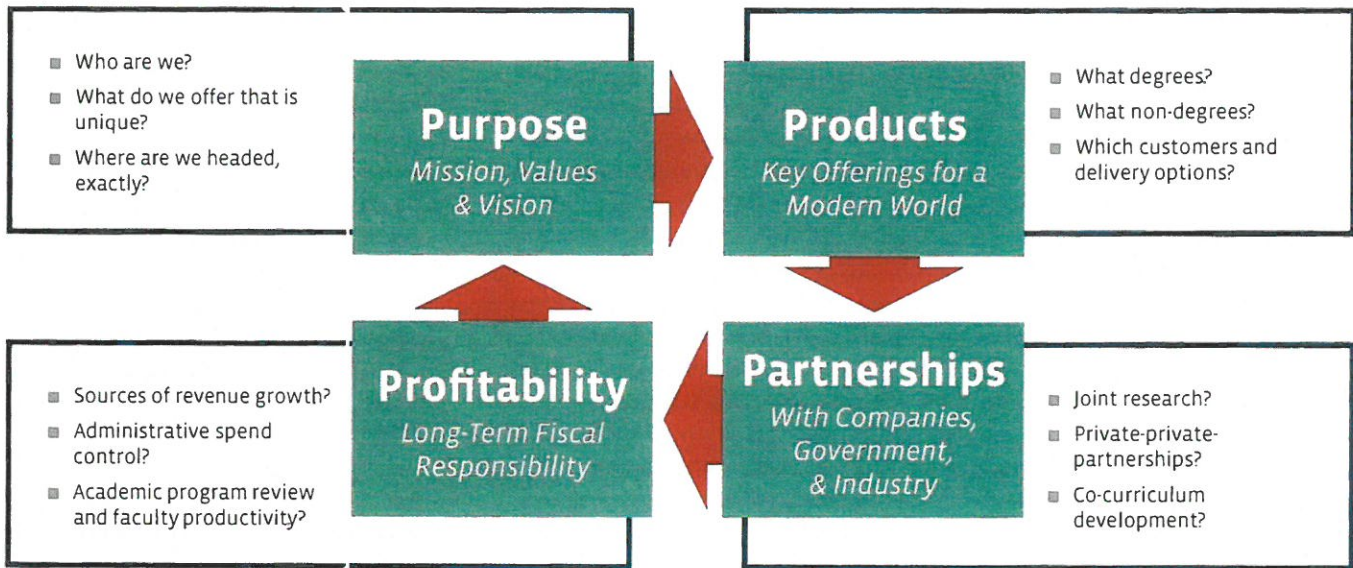 Who are we?
What do we offer that is
unique?
Where are we headed,
exactly?
Purpose
Mission, Values
& Vision
Products
Key Offerings for a
Modern World
What degrees?
What non-degrees?
Which customers and
delivery options?
Sources of revenue growth?
Administrative spend
control?
Academic program review
and faculty productivity?
Profitability
Long-Term Fiscal
Responsibility
Partnerships
With Companies,
Government,
& Industry
Joint research?
Private-private-
partnerships?
Co-curriculum
development?